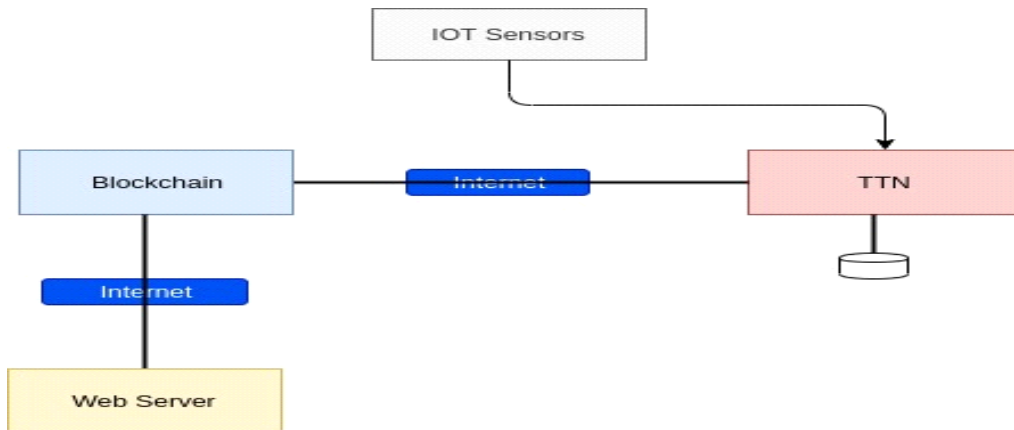 IOT Sensors
Blockchain
Internet
TTN
Internet
Web Server